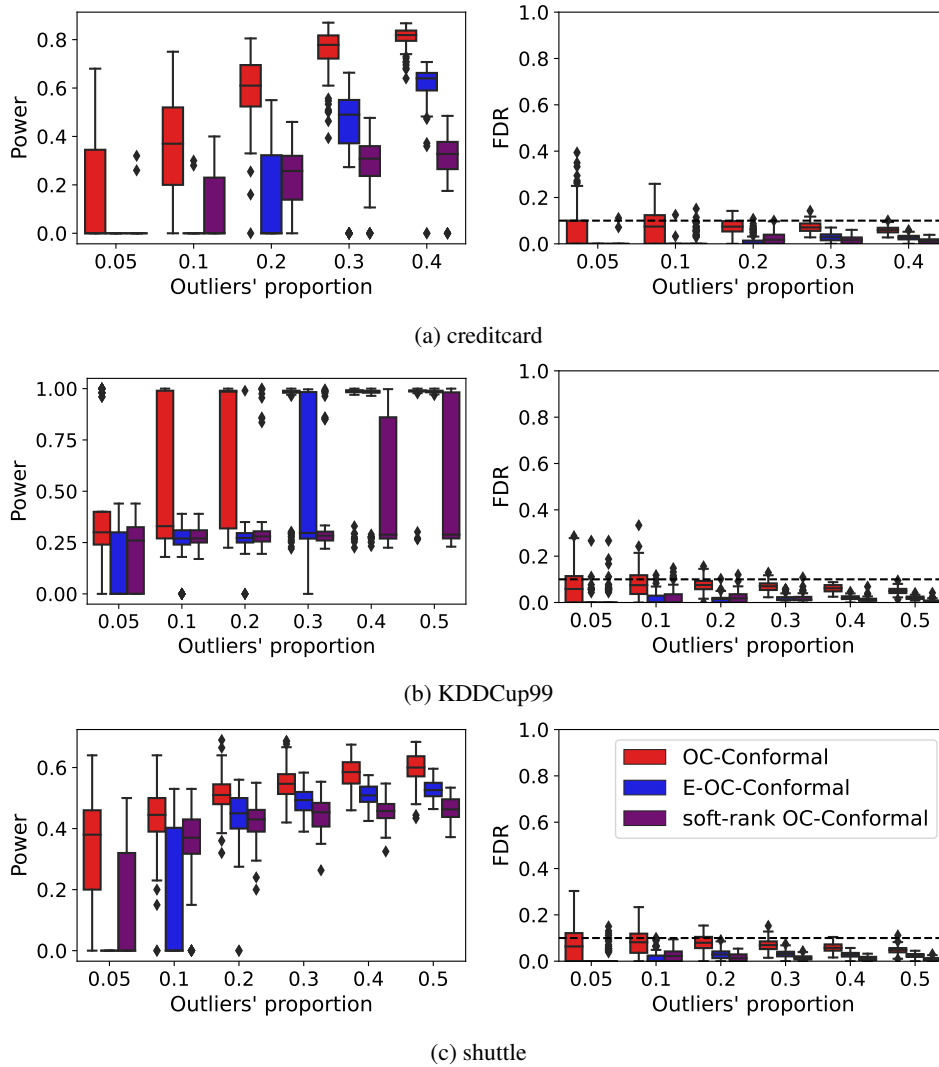 Power
0.8
0.6
0.4
0.2
0.0
0.05 0.1 0.2 0.3 0.4
Outliers' proportion
FDR
1.0
0.8
0.6
0.4
0.2
0.0
0.05 0.1 0.2 0.3 0.4
Outliers' proportion
(a) creditcard
Power
1.00
0.75
0.50
0.25
0.00
0.05 0.1 0.2 0.3 0.4 0.5
Outliers' proportion
FDR
1.0
0.8
0.6
0.4
0.2
0.0
0.05 0.1 0.2 0.3 0.4 0.5
Outliers' proportion
(b) KDDCup99
Power
0.6
0.4
0.2
0.0
0.05 0.1 0.2 0.3 0.4 0.5
Outliers' proportion
FDR
1.0
0.8
0.6
0.4
0.2
0.0
OC-Conformal
E-OC-Conformal
soft-rank OC-Conformal
0.05 0.1 0.2 0.3 0.4 0.5
Outliers' proportion
(c) shuttle